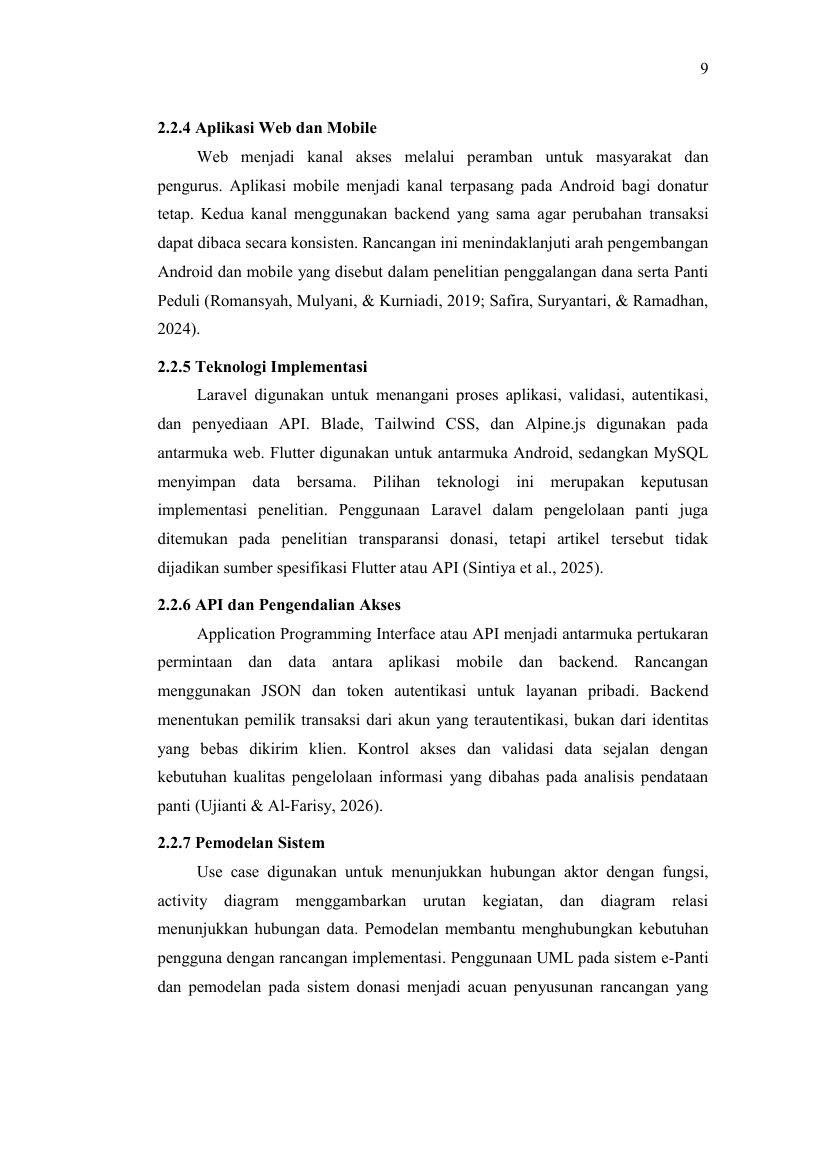 9
2.2.4 Aplikasi Web dan Mobile
Web menjadi kanal akses melalui peramban untuk masyarakat dan
pengurus. Aplikasi mobile menjadi kanal terpasang pada Android bagi donatur
tetap. Kedua kanal menggunakan backend yang sama agar perubahan transaksi
dapat dibaca secara konsisten. Rancangan ini menindaklanjuti arah pengembangan
Android dan mobile yang disebut dalam penelitian penggalangan dana serta Panti
Peduli (Romansyah, Mulyani, & Kurniadi, 2019; Safira, Suryantari, & Ramadhan,
2024).
2.2.5 Teknologi Implementasi
Laravel digunakan untuk menangani proses aplikasi, validasi, autentikasi,
dan penyediaan API. Blade, Tailwind CSS, dan Alpine.js digunakan pada
antarmuka web. Flutter digunakan untuk antarmuka Android, sedangkan MySQL
menyimpan data bersama. Pilihan teknologi ini merupakan keputusan
implementasi penelitian. Penggunaan Laravel dalam pengelolaan panti juga
ditemukan pada penelitian transparansi donasi, tetapi artikel tersebut tidak
dijadikan sumber spesifikasi Flutter atau API (Sintiya et al., 2025).
2.2.6 API dan Pengendalian Akses
Application Programming Interface atau API menjadi antarmuka pertukaran
permintaan dan data antara aplikasi mobile dan backend. Rancangan
menggunakan JSON dan token autentikasi untuk layanan pribadi. Backend
menentukan pemilik transaksi dari akun yang terautentikasi, bukan dari identitas
yang bebas dikirim klien. Kontrol akses dan validasi data sejalan dengan
kebutuhan kualitas pengelolaan informasi yang dibahas pada analisis pendataan
panti (Ujianti & Al-Farisy, 2026).
2.2.7 Pemodelan Sistem
Use case digunakan untuk menunjukkan hubungan aktor dengan fungsi,
activity diagram menggambarkan urutan kegiatan, dan diagram relasi
menunjukkan hubungan data. Pemodelan membantu menghubungkan kebutuhan
pengguna dengan rancangan implementasi. Penggunaan UML pada sistem e-Panti
dan pemodelan pada sistem donasi menjadi acuan penyusunan rancangan yang